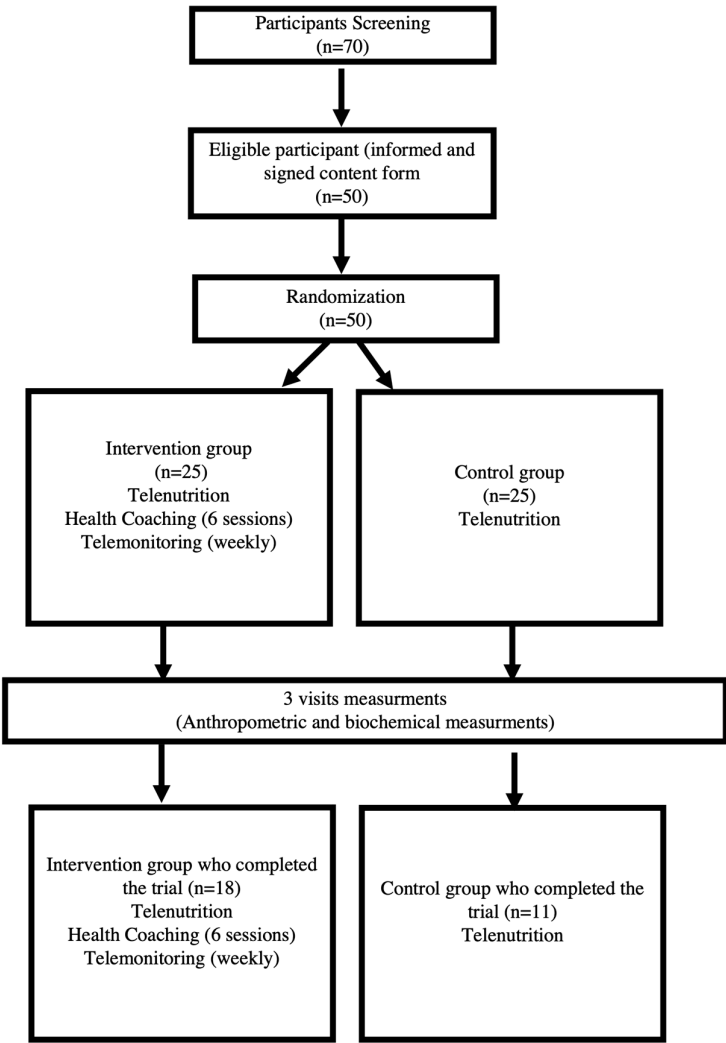 Participants Screening
(n=70)
Eligible participant (informed and
signed content form
(n=50)
Randomization
(n=50)
Intervention group
(n=25)
Telenutrition
Health Coaching (6 sessions)
Telemonitoring (weekly)
Control group
(n=25)
Telenutrition
3 visits measurments
(Anthropometric and biochemical measurments)
Intervention group who completed
the trial (n=18)
Telenutrition
Health Coaching (6 sessions)
Telemonitoring (weekly)
Control group who completed the
trial (n=11)
Telenutrition